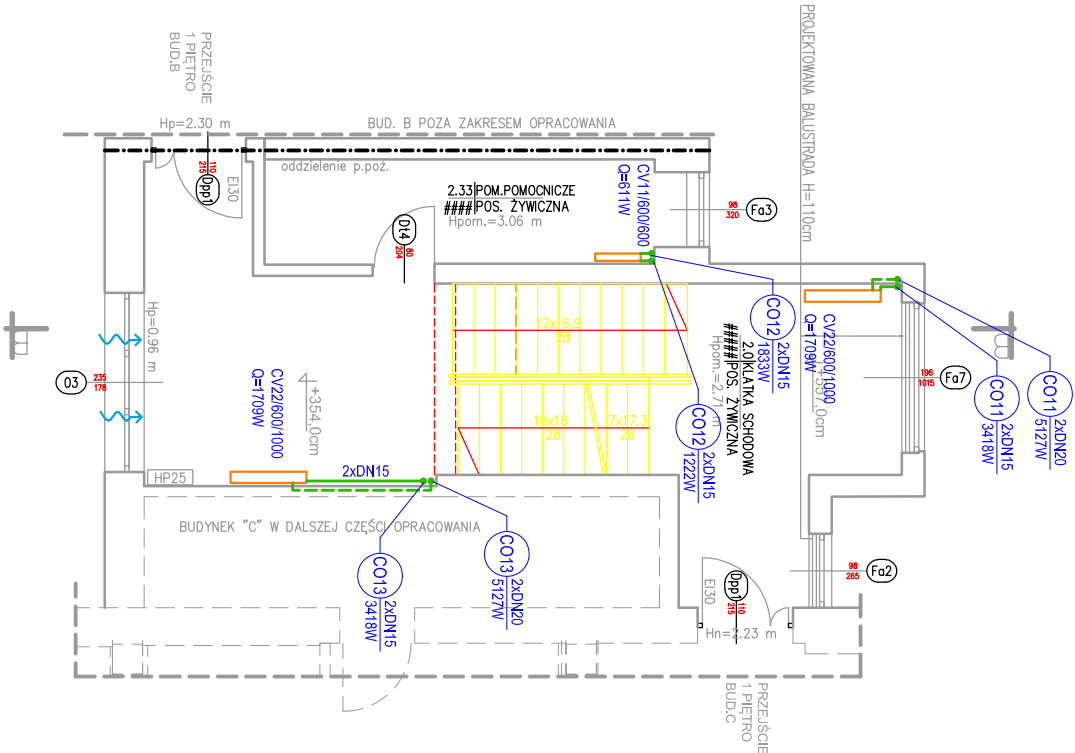 PRZEJŚCIE
1 PIĘTRO
BUD.B
Hp=2.30 m
BUD. B POZA ZAKRESEM OPRACOWANIA
PROJEKTOWANA BALUSTRADA H=110cm
oddzielenie p.poż.
EI30
110
215
Dpp1
2.33 POM.POMOCNICZE
#### POS. ŻYWICZNA
Hpom.=3.06 m
Dt4
80
204
CV11/600/600
Q=611W
98
320
Fa3
12x16.9
28
10x18
28
7x17,3
28
CO12
2xDN15
1833W
CO12
2xDN15
1222W
KLATKA SCHODOWA
##### POS. ŻYWICZNA
Hpom.=2.71 m
CV22/600/1000
Q=1709W
196
1015
Fa7
CO11
2xDN20
5127W
CO11
2xDN15
3418W
Hp=0.96 m
03
235
178
+354,0cm
CV22/600/1000
Q=1709W
HP25
2xDN15
BUDYNEK "C" W DALSZEJ CZĘŚCI OPRACOWANIA
CO13
2xDN20
5127W
CO13
2xDN15
3418W
98
265
Fa2
EI30
Dpp1
110
215
Hn=2.23 m
PRZEJŚCIE
1 PIĘTRO
BUD.C